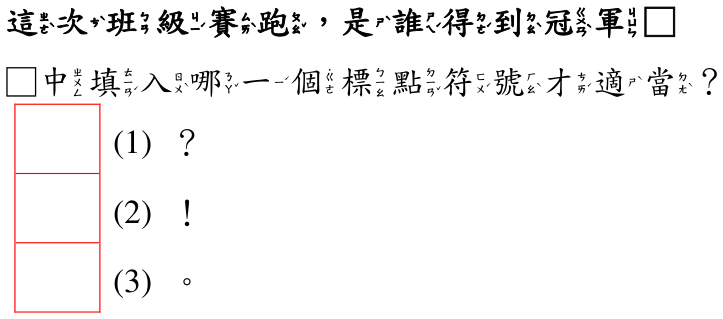 這次班級賽跑，是誰得到冠軍□
□中填入哪一個標點符號才適當？
(1) ？
(2) ！
(3) 。